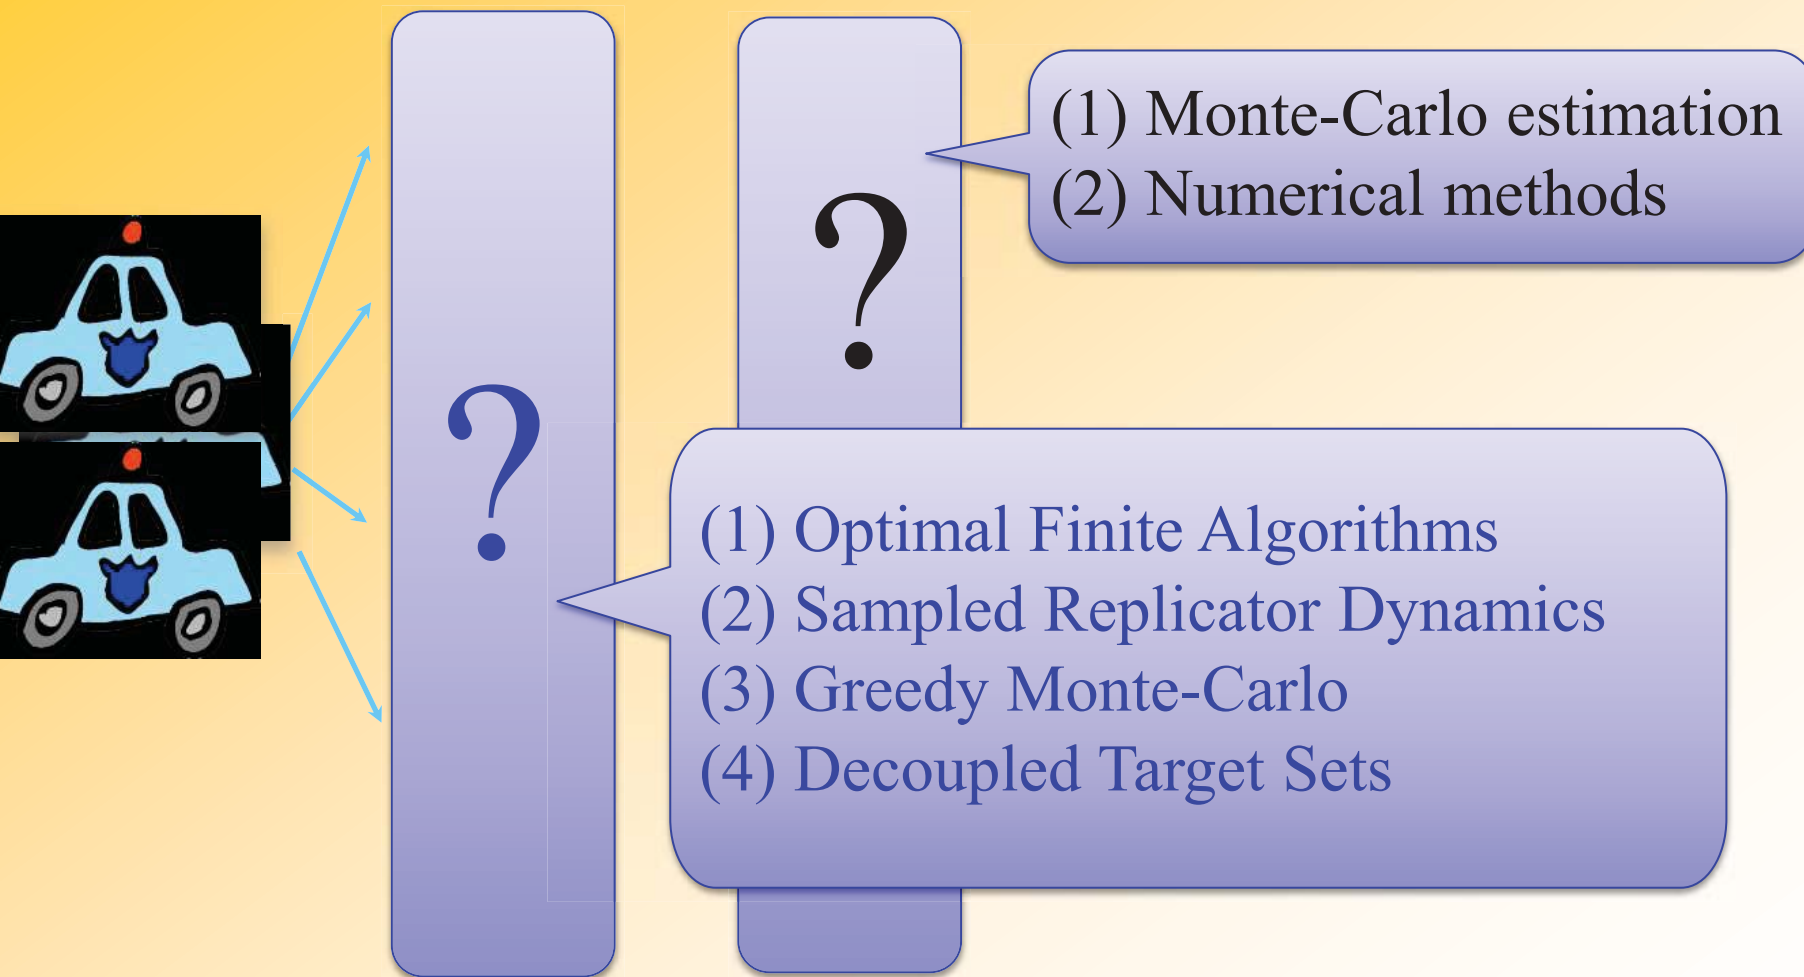 ?
?
(1) Monte-Carlo estimation
(2) Numerical methods
(1) Optimal Finite Algorithms
(2) Sampled Replicator Dynamics
(3) Greedy Monte-Carlo
(4) Decoupled Target Sets